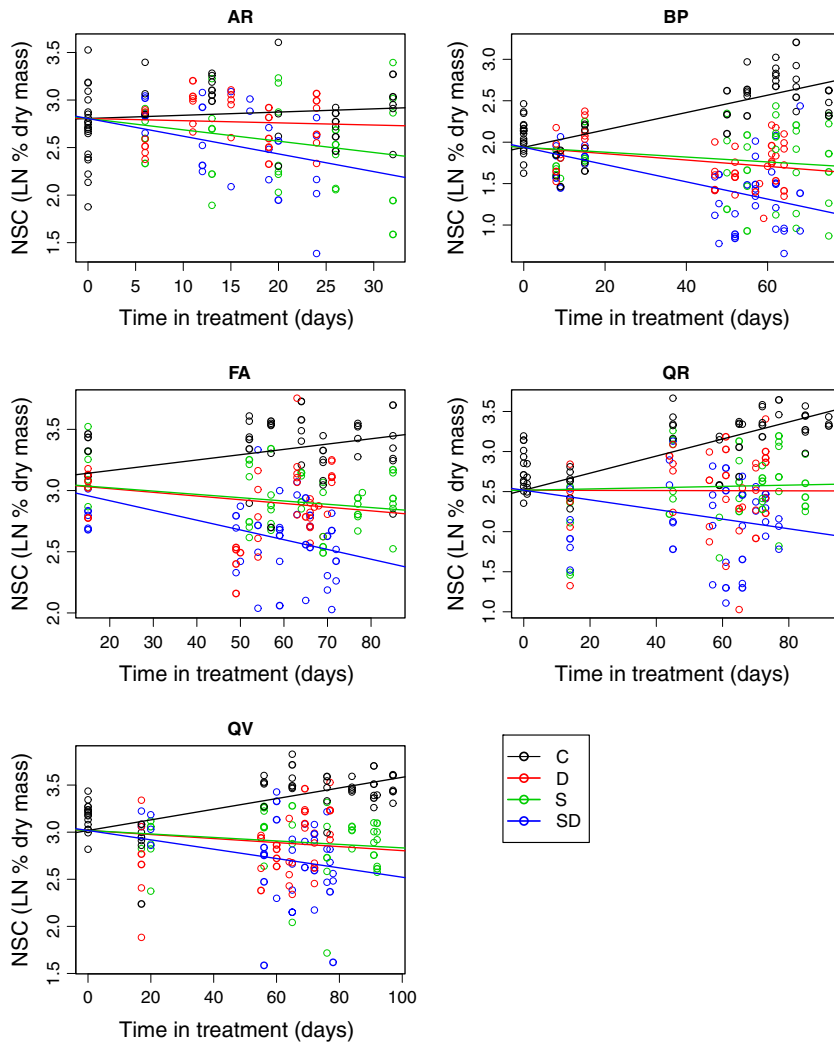 AR
NSC (LN % dry mass)
1.5 2.0 2.5 3.0 3.5
0 5 10 15 20 25 30
Time in treatment (days)
BP
NSC (LN % dry mass)
1.0 1.5 2.0 2.5 3.0
0 20 40 60
Time in treatment (days)
FA
NSC (LN % dry mass)
2.0 2.5 3.0 3.5
20 30 40 50 60 70 80
Time in treatment (days)
QR
NSC (LN % dry mass)
1.0 1.5 2.0 2.5 3.0 3.5
0 20 40 60 80
Time in treatment (days)
QV
NSC (LN % dry mass)
1.5 2.0 2.5 3.0 3.5
0 20 40 60 80 100
Time in treatment (days)
C
D
S
SD